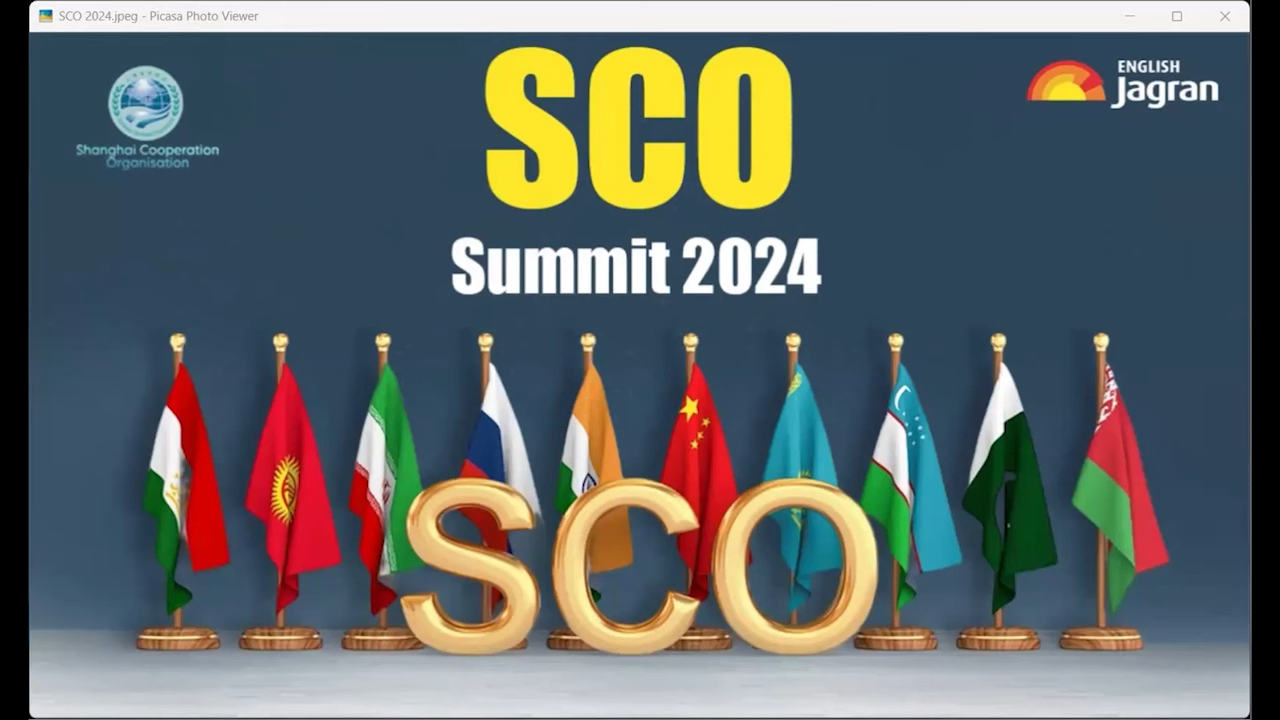 SCO 2024.jpeg - Picasa Photo Viewer
SCO
Shanghai Cooperation
Organisation
ENGLISH
Jagran
Summit 2024
SCO